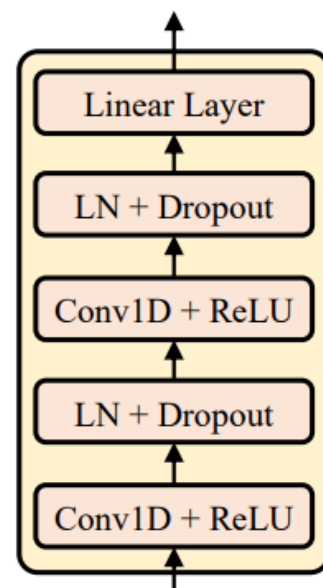 Linear Layer
LN + Dropout
Conv1D + ReLU
LN + Dropout
Conv1D + ReLU